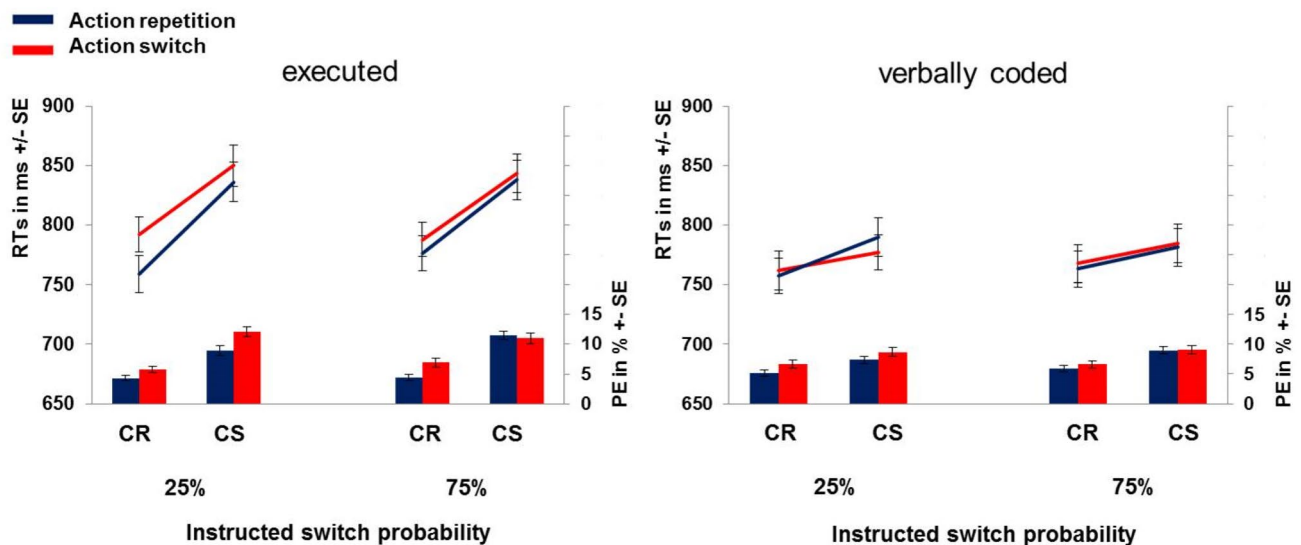 Action repetition
Action switch
executed
verbally coded
RTs in ms +/- SE
900
850
800
750
700
650
15
10
5
0
PE in % +- SE
CR
CS
CR
CS
25%
75%
Instructed switch probability
RTs in ms +/- SE
900
850
800
750
700
650
15
10
5
0
PE in % +- SE
CR
CS
CR
CS
25%
75%
Instructed switch probability